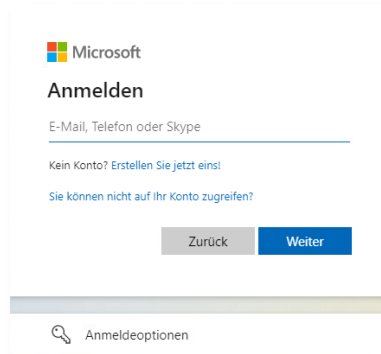 Microsoft
Anmelden
E-Mail, Telefon oder Skype
Kein Konto? Erstellen Sie jetzt eins!
Sie können nicht auf Ihr Konto zugreifen?
Zurück Weiter
Anmeldeoptionen